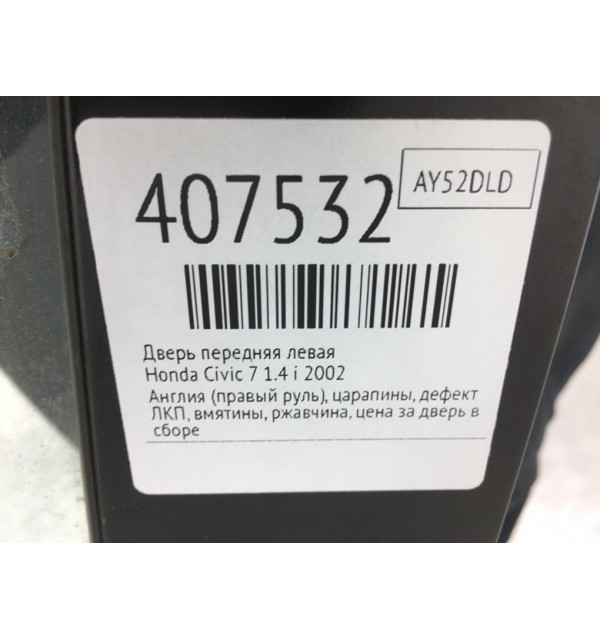 407532
AY52DLD
Дверь передняя левая
Honda Civic 7 1.4 i 2002
Англия (правый руль), царапины, дефект
ЛКП, вмятины, ржавчина, цена за дверь в
сборе